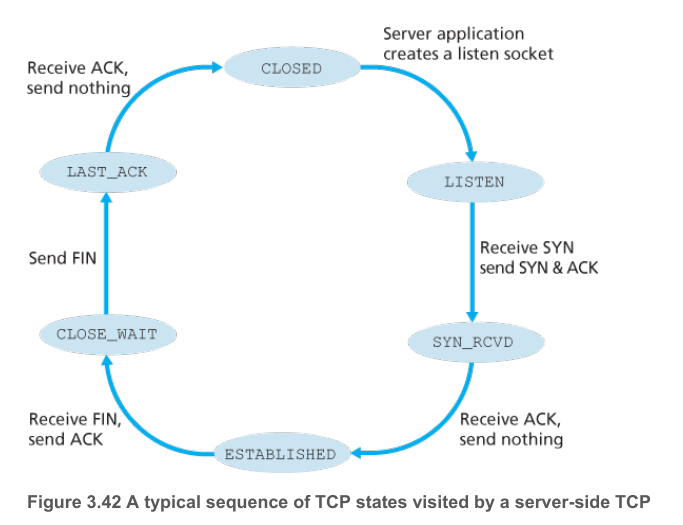 Server application
creates a listen socket
Receive ACK,
send nothing
CLOSED
LAST_ACK
LISTEN
Send FIN
Receive SYN
send SYN & ACK
CLOSE_WAIT
SYN_RCVD
Receive FIN,
send ACK
Receive ACK,
send nothing
ESTABLISHED
Figure 3.42 A typical sequence of TCP states visited by a server-side TCP